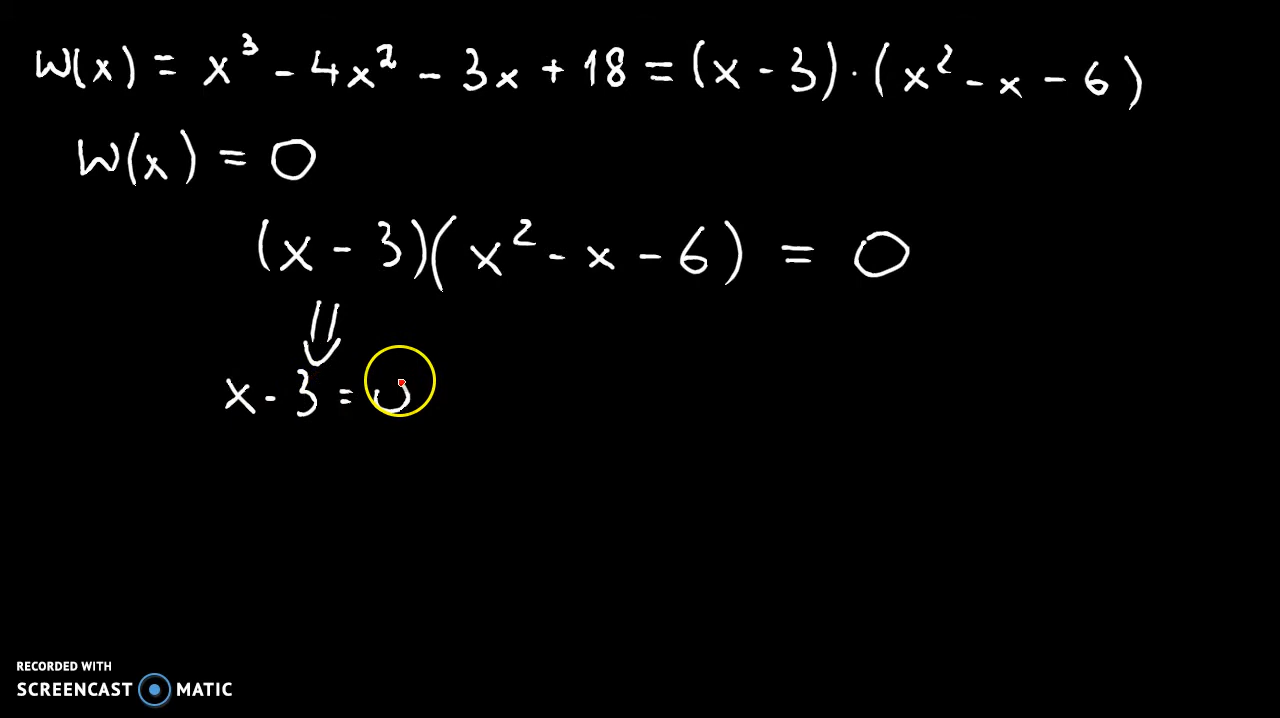 W(x) = x³ - 4x² - 3x + 18 = (x - 3) · (x² - x - 6)
W(x) = 0
(x - 3)(x² - x - 6) = 0
⇓
x - 3 = 0
RECORDED WITH
SCREENCAST MATIC